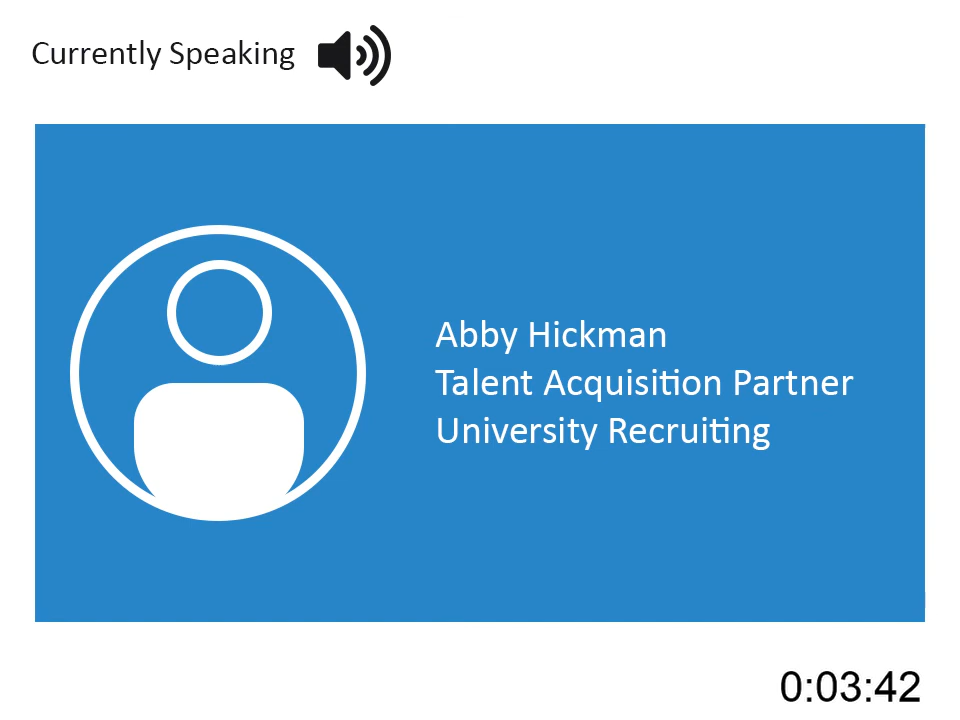 Currently Speaking
Abby Hickman
Talent Acquisition Partner
University Recruiting
0:03:42